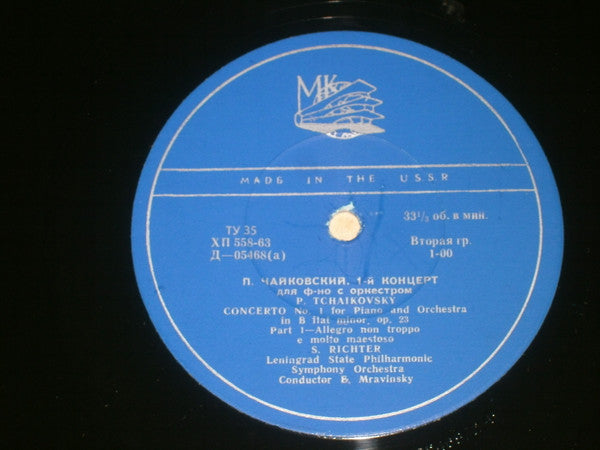 МК
MADE IN THE U.S.S.R
ТУ 35
ХП 558-63
Д—05468(а)
33⅓ об. в мин.
Вторая гр.
1-00
П. ЧАЙКОВСКИЙ. 1-й КОНЦЕРТ
для ф-но с оркестром
P. TCHAIKOVSKY
CONCERTO No. 1 for Piano and Orchestra
in B flat minor, op. 23
Part 1—Allegro non troppo
e molto maestoso
S. RICHTER
Leningrad State Philharmonic
Symphony Orchestra
Conductor E. Mravinsky